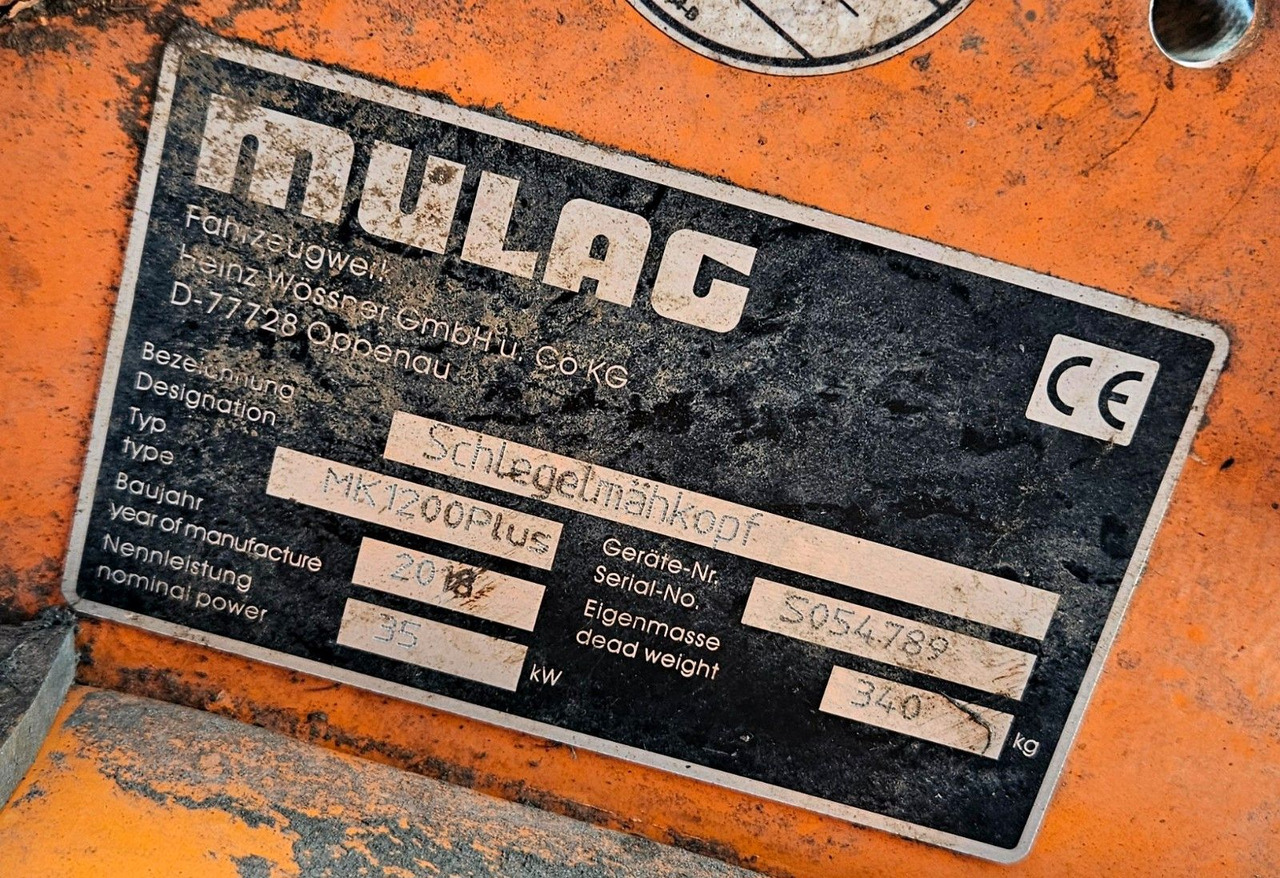 MULAG
Fahrzeugwerk
Heinz Wössner GmbH u. Co KG
D-77728 Oppenau
CE
Bezeichnung
Designation
Schlegelmähkopf
Typ
type
MK1200Plus
Baujahr
year of manufacture
2018
Geräte-Nr.
Serial-No.
S054789
Nennleistung
nominal power
35
kW
Eigenmasse
dead weight
340
kg